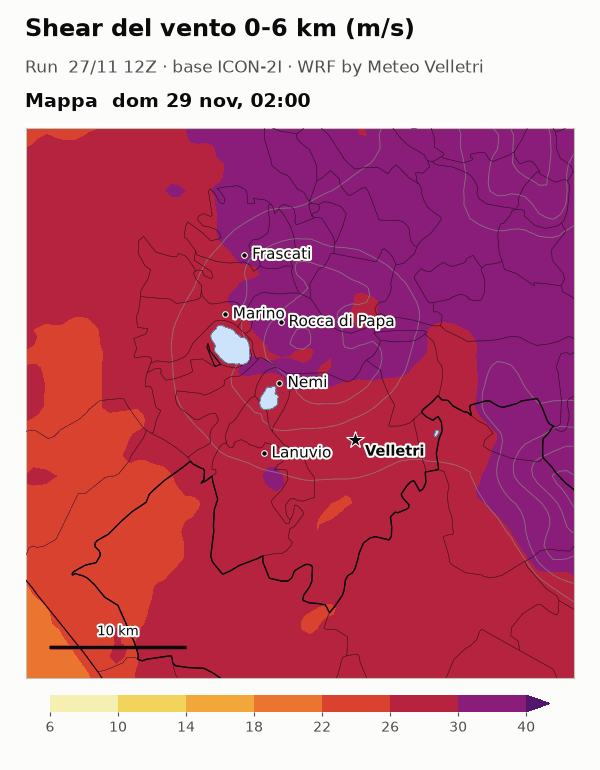 Shear del vento 0-6 km (m/s)
Run  27/11 12Z · base ICON-2I · WRF by Meteo Velletri
Mappa  dom 29 nov, 02:00
Frascati
Marino
Rocca di Papa
Nemi
Velletri
Lanuvio
10 km
6 10 14 18 22 26 30 40